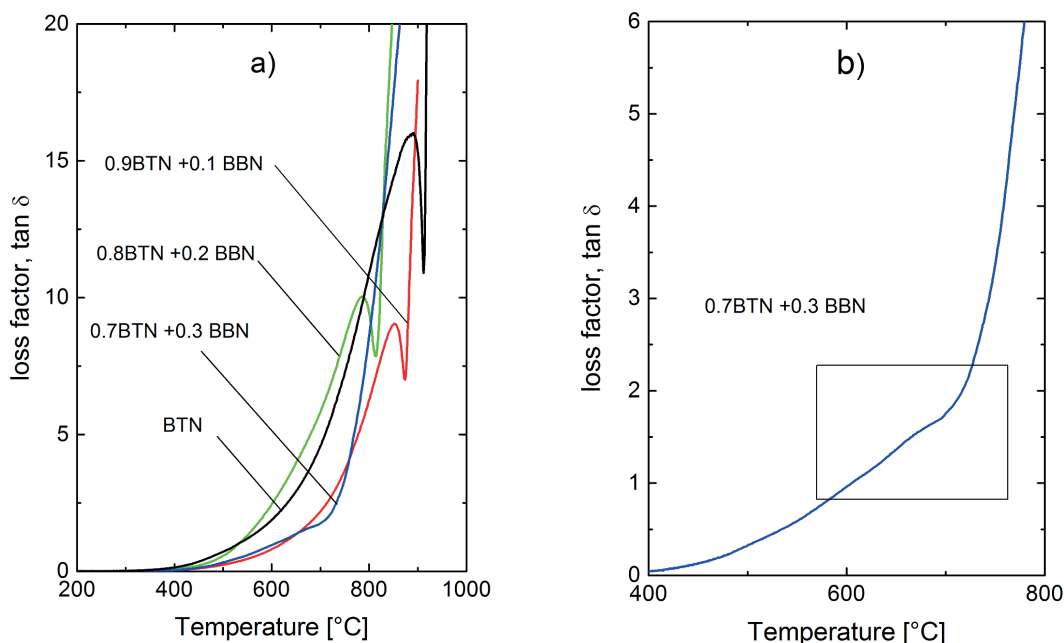 a)
20
15
10
5
0
loss factor, tan δ
0.9BTN +0.1 BBN
0.8BTN +0.2 BBN
0.7BTN +0.3 BBN
BTN
200 400 600 800 1000
Temperature [°C]
b)
6
5
4
3
2
1
0
loss factor, tan δ
0.7BTN +0.3 BBN
400 600 800
Temperature [°C]